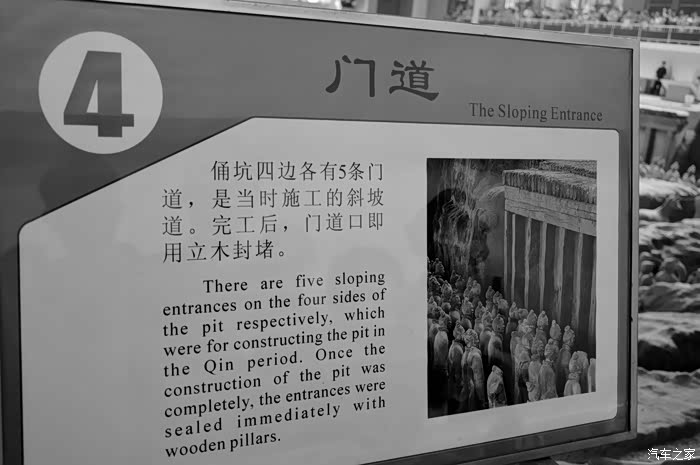 4
门道
The Sloping Entrance
俑坑四边各有5条门
道，是当时施工的斜坡
道。完工后，门道口即
用立木封堵。
There are five sloping
entrances on the four sides of
the pit respectively, which
were for constructing the pit in
the Qin period. Once the
construction of the pit was
completely, the entrances were
sealed immediately with
wooden pillars.
汽车之家